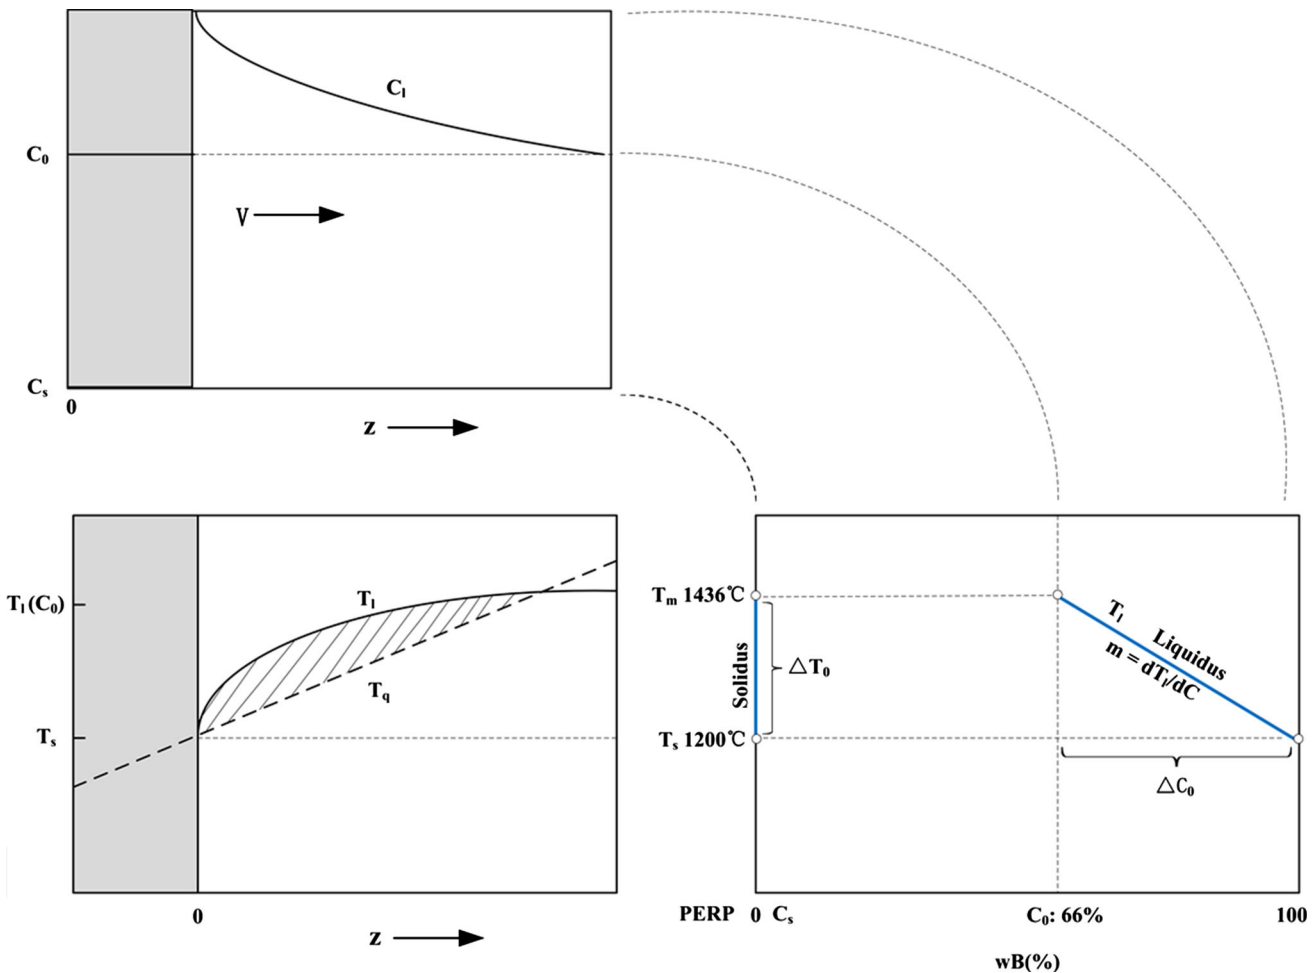 C₁
C₀
V
Cₛ
0
z
Tₗ(C₀)
Tₗ
T_q
Tₛ
0
z
Tₘ 1436℃
Solidus
△T₀
Tₗ Liquidus
m = dTₗ/dC
Tₛ 1200℃
△C₀
PERP 0 Cₛ C₀: 66% 100
wB(%)